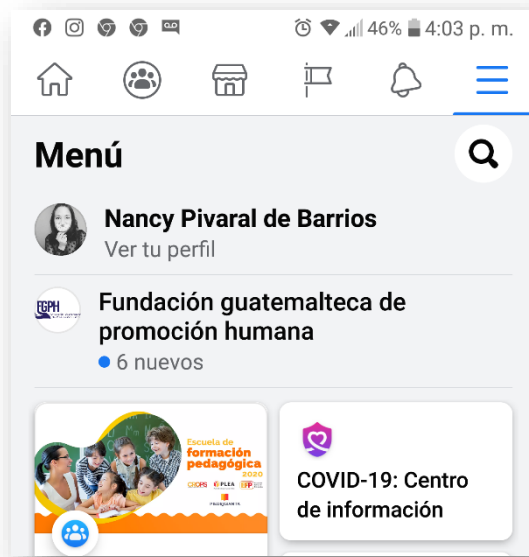 46% 4:03 p. m.
Menú
Nancy Pivaral de Barrios
Ver tu perfil
FGPH
Fundación guatemalteca de
promoción humana
6 nuevos
Escuela de
formación
pedagógica
2020
PLEA
COVID-19: Centro
de información